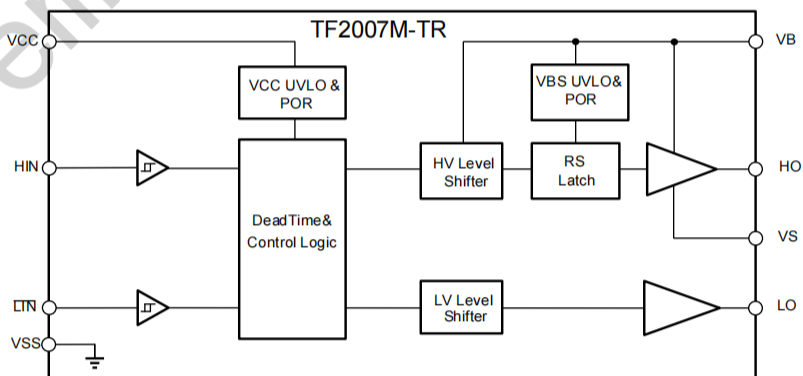 TF2007M-TR
VCC
VB
VCC UVLO &
POR
VBS UVLO&
POR
HIN
HV Level
Shifter
RS
Latch
HO
DeadTime&
Control Logic
VS
LIN
LV Level
Shifter
LO
VSS